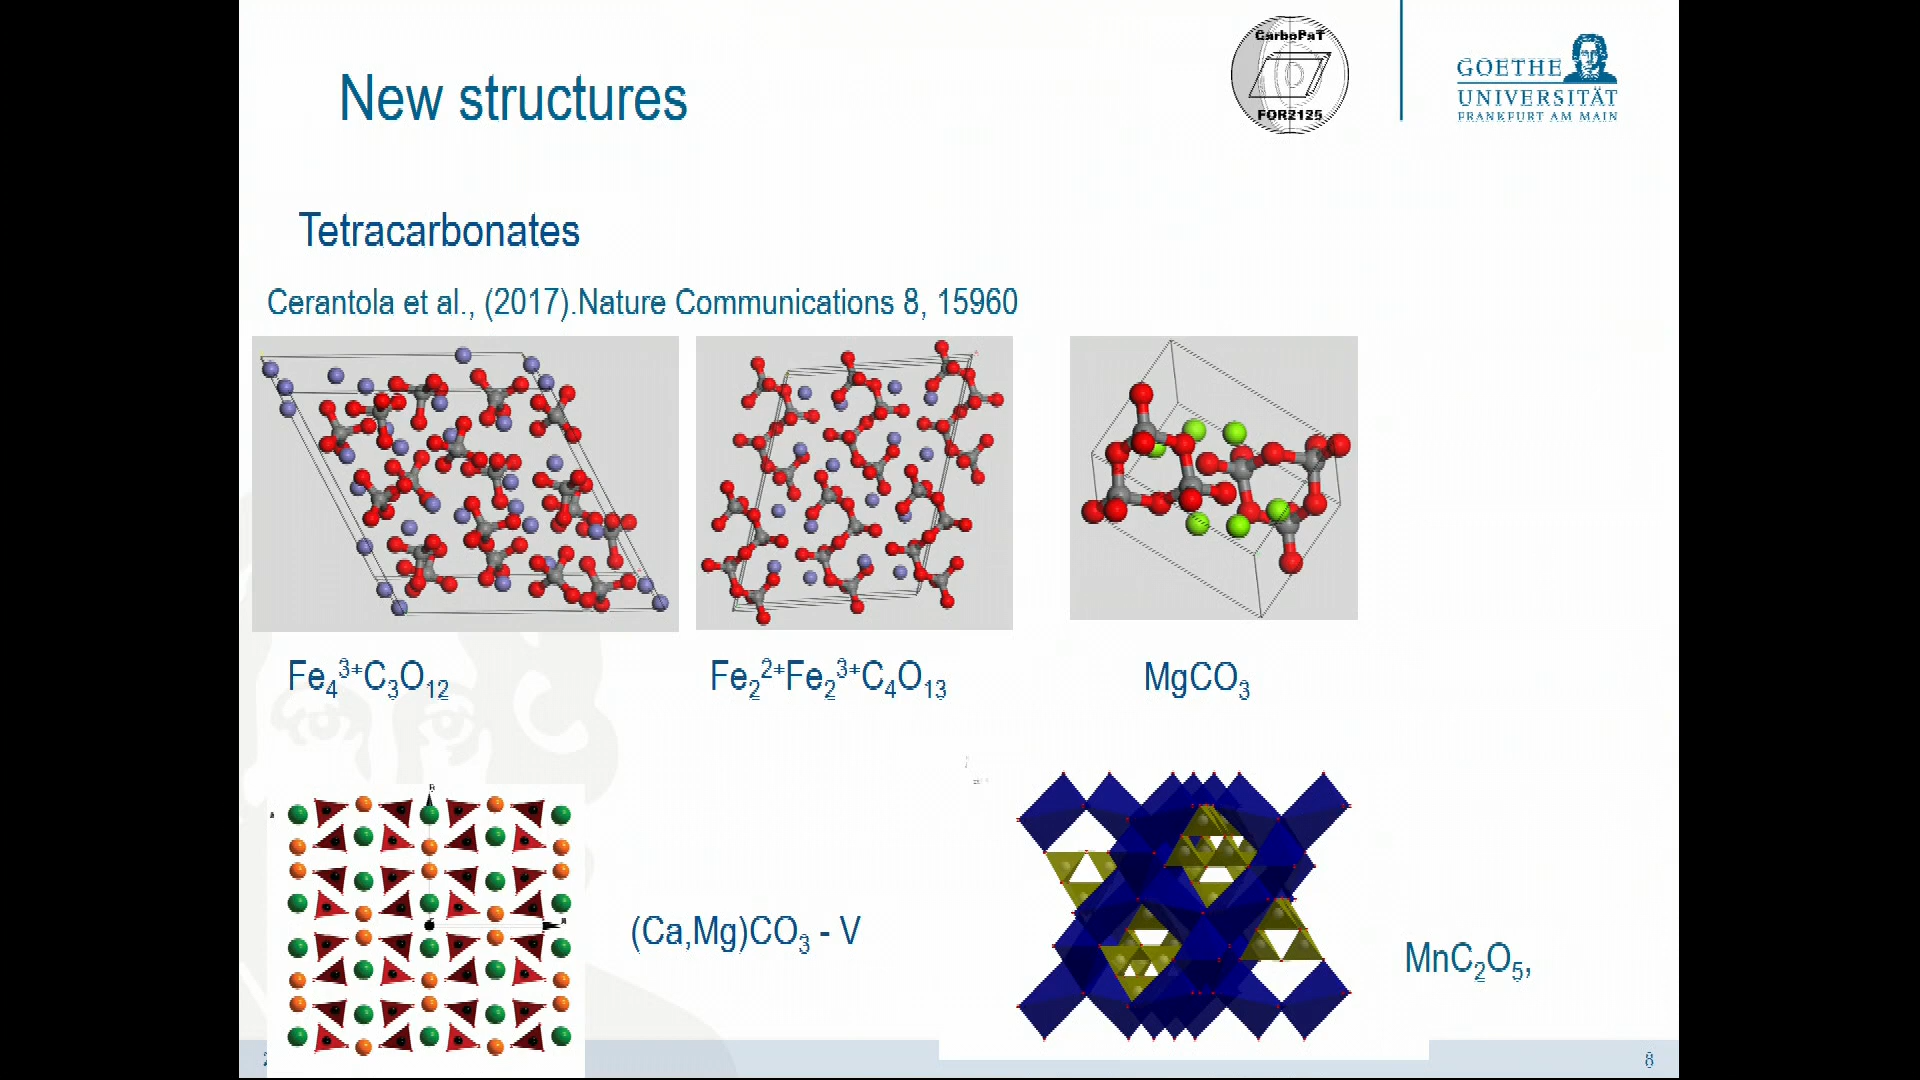 CarboPaT
FOR2125
GOETHE
UNIVERSITÄT
FRANKFURT AM MAIN
New structures
Tetracarbonates
Cerantola et al., (2017).Nature Communications 8, 15960
Fe₄³⁺C₃O₁₂
Fe₂²⁺Fe₂³⁺C₄O₁₃
MgCO₃
(Ca,Mg)CO₃ - V
MnC₂O₅,
8